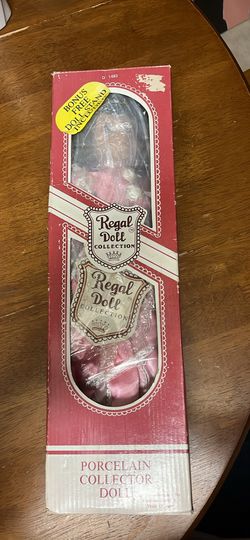 BONUS
FREE
DOLL STAND
INCLUDED
Regal
Doll
COLLECTION
Regal
Doll
COLLECTION
PORCELAIN
COLLECTOR
DOLL